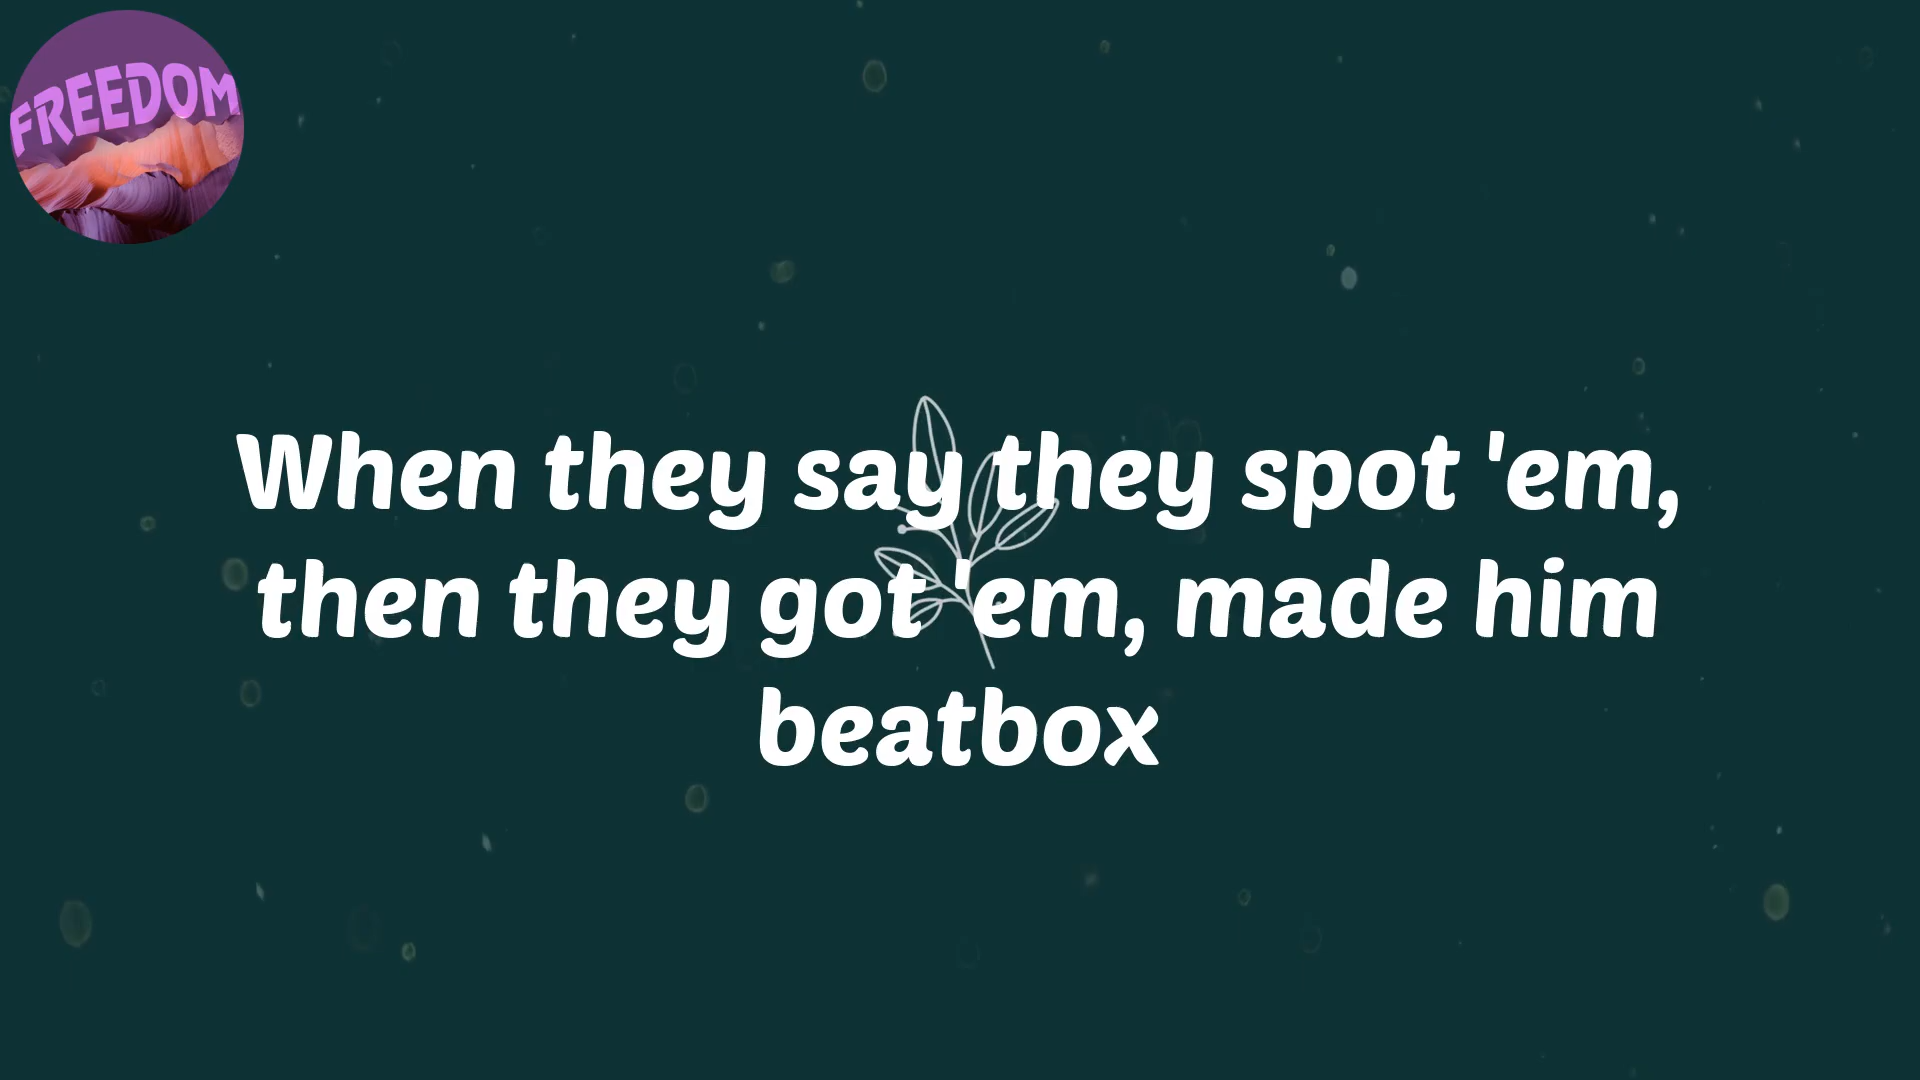 FREEDOM
When they say they spot 'em,
then they got 'em, made him
beatbox